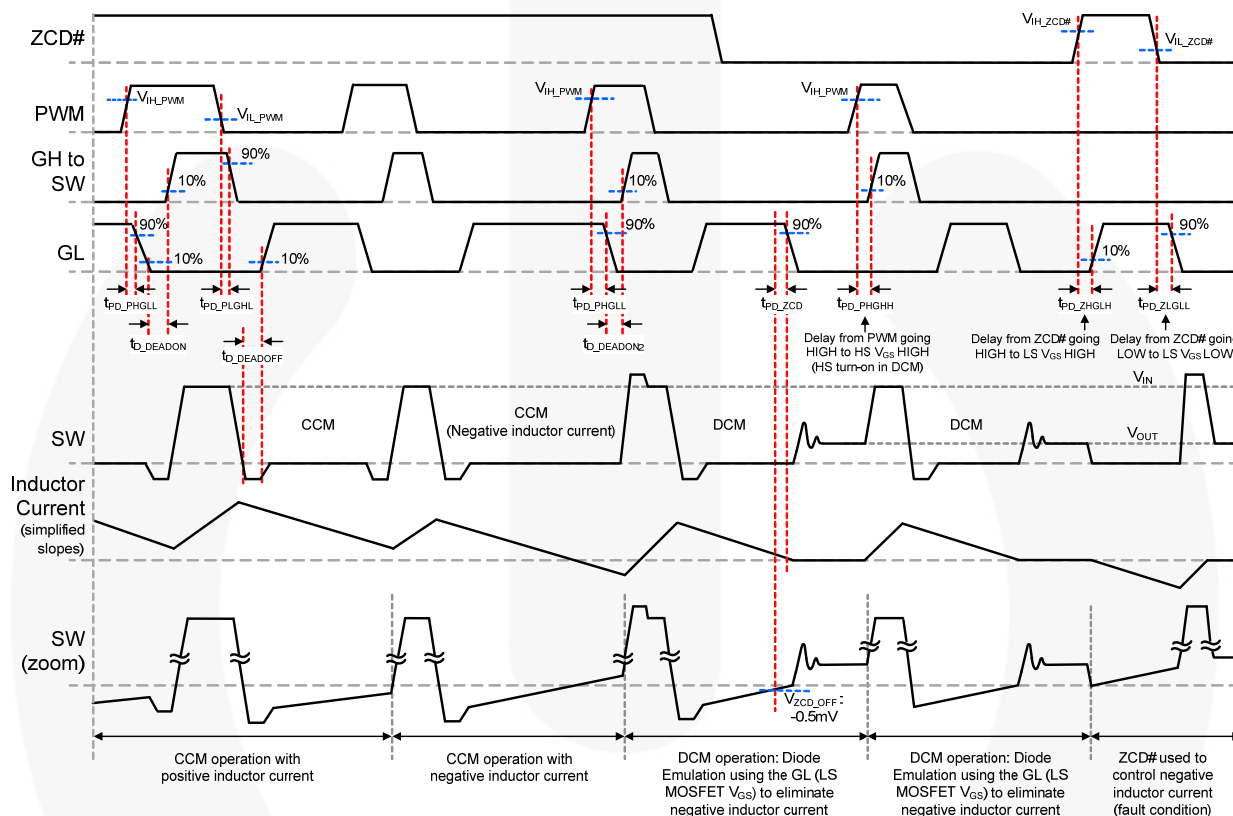 ZCD#
V_IH_ZCD#
V_IL_ZCD#
PWM
V_IH_PWM
V_IL_PWM
V_IH_PWM
V_IH_PWM
GH to
SW
90%
10%
10%
10%
GL
90%
10%
10%
90%
90%
10%
90%
t_PD_PHGLL
t_PD_PLGHL
t_PD_PHGLL
t_PD_ZCD
t_PD_PHGHH
t_PD_ZHGLH
t_PD_ZLGLL
t_D_DEADON
t_D_DEADOFF
t_D_DEADON2
Delay from PWM going
HIGH to HS V_GS HIGH
(HS turn-on in DCM)
Delay from ZCD# going
HIGH to LS V_GS HIGH
Delay from ZCD# going
LOW to LS V_GS LOW
SW
CCM
CCM
(Negative inductor current)
DCM
DCM
V_IN
V_OUT
Inductor
Current
(simplified
slopes)
SW
(zoom)
V_ZCD_OFF :
-0.5mV
CCM operation with
positive inductor current
CCM operation with
negative inductor current
DCM operation: Diode
Emulation using the GL (LS
MOSFET V_GS) to eliminate
negative inductor current
DCM operation: Diode
Emulation using the GL (LS
MOSFET V_GS) to eliminate
negative inductor current
ZCD# used to
control negative
inductor current
(fault condition)